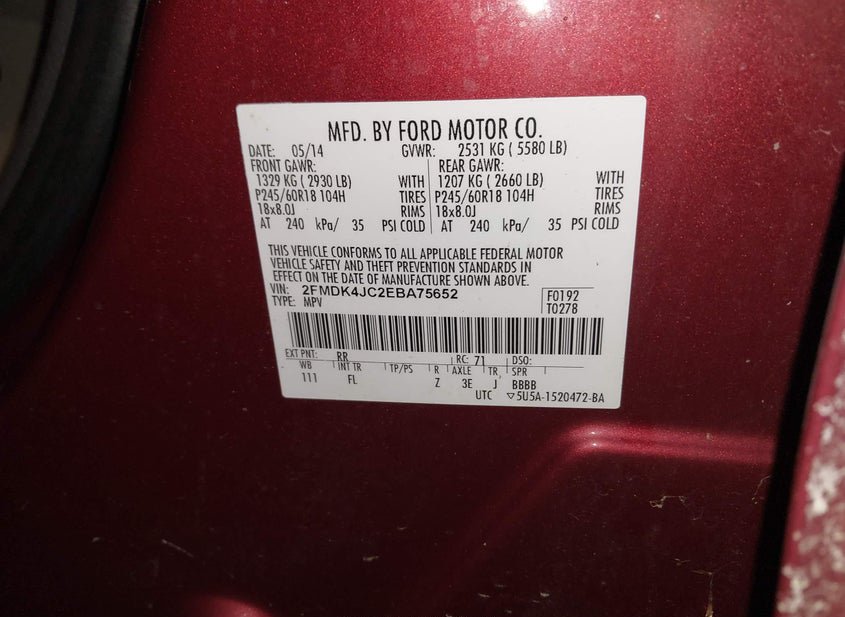 MFD. BY FORD MOTOR CO.
DATE: 05/14 GVWR: 2531 KG ( 5580 LB)
FRONT GAWR: REAR GAWR:
1329 KG ( 2930 LB) WITH 1207 KG ( 2660 LB) WITH
P245/60R18 104H TIRES P245/60R18 104H TIRES
18x8.0J RIMS 18x8.0J RIMS
AT 240 kPa/ 35 PSI COLD AT 240 kPa/ 35 PSI COLD
THIS VEHICLE CONFORMS TO ALL APPLICABLE FEDERAL MOTOR
VEHICLE SAFETY AND THEFT PREVENTION STANDARDS IN
EFFECT ON THE DATE OF MANUFACTURE SHOWN ABOVE.
VIN: 2FMDK4JC2EBA75652 F0192
TYPE: MPV T0278
EXT PNT: RR RC: 71 DSO:
WB INT TR TP/PS R AXLE TR SPR
111 FL Z 3E J BBBB
UTC ▽5U5A-1520472-BA